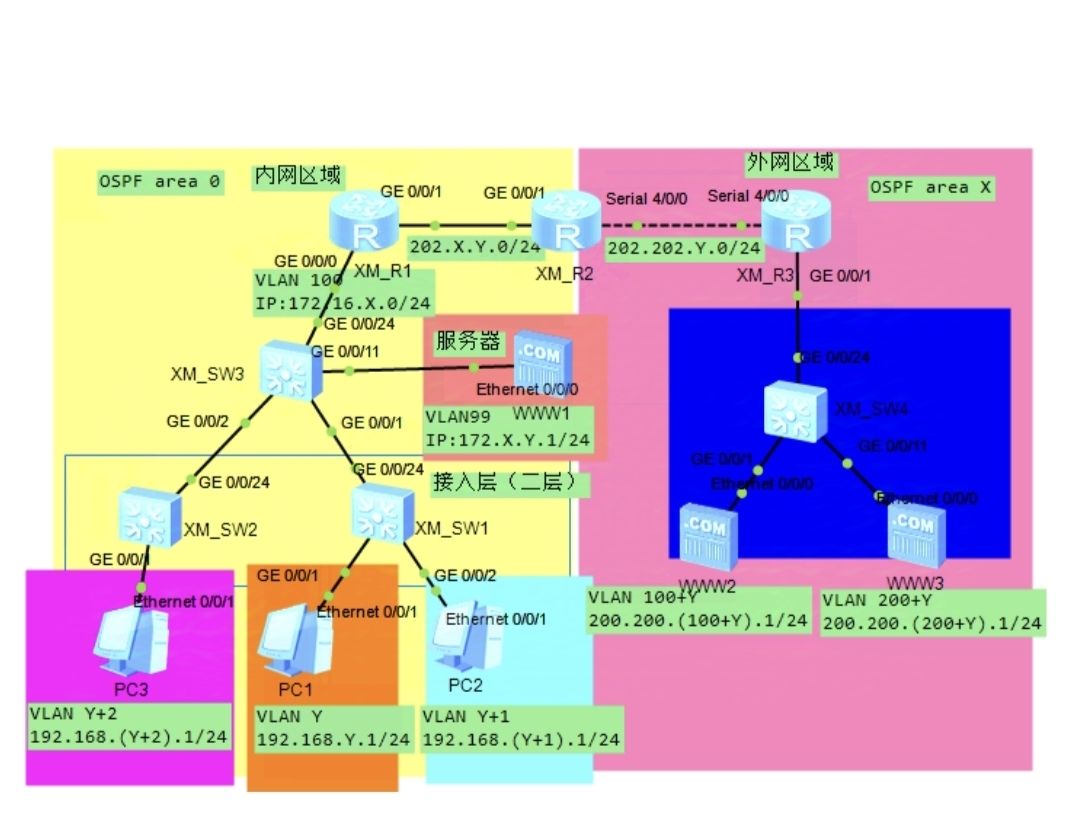 OSPF area 0
内网区域
外网区域
OSPF area X
GE 0/0/1
GE 0/0/1
Serial 4/0/0
Serial 4/0/0
R
R
R
202.X.Y.0/24
202.202.Y.0/24
GE 0/0/0
XM_R1
XM_R2
XM_R3
GE 0/0/1
VLAN 100
IP:172.16.X.0/24
GE 0/0/24
GE 0/0/11
服务器
.COM
XM_SW3
Ethernet 0/0/0
GE 0/0/24
VLAN99
WWW1
IP:172.X.Y.1/24
GE 0/0/2
GE 0/0/1
XM_SW4
GE 0/0/1
GE 0/0/11
GE 0/0/24
GE 0/0/24
接入层（二层）
Ethernet 0/0/0
Ethernet 0/0/0
XM_SW2
XM_SW1
.COM
.COM
GE 0/0/1
GE 0/0/1
GE 0/0/2
WWW2
WWW3
Ethernet 0/0/1
Ethernet 0/0/1
Ethernet 0/0/1
VLAN 100+Y
200.200.(100+Y).1/24
VLAN 200+Y
200.200.(200+Y).1/24
PC3
PC1
PC2
VLAN Y+2
192.168.(Y+2).1/24
VLAN Y
192.168.Y.1/24
VLAN Y+1
192.168.(Y+1).1/24